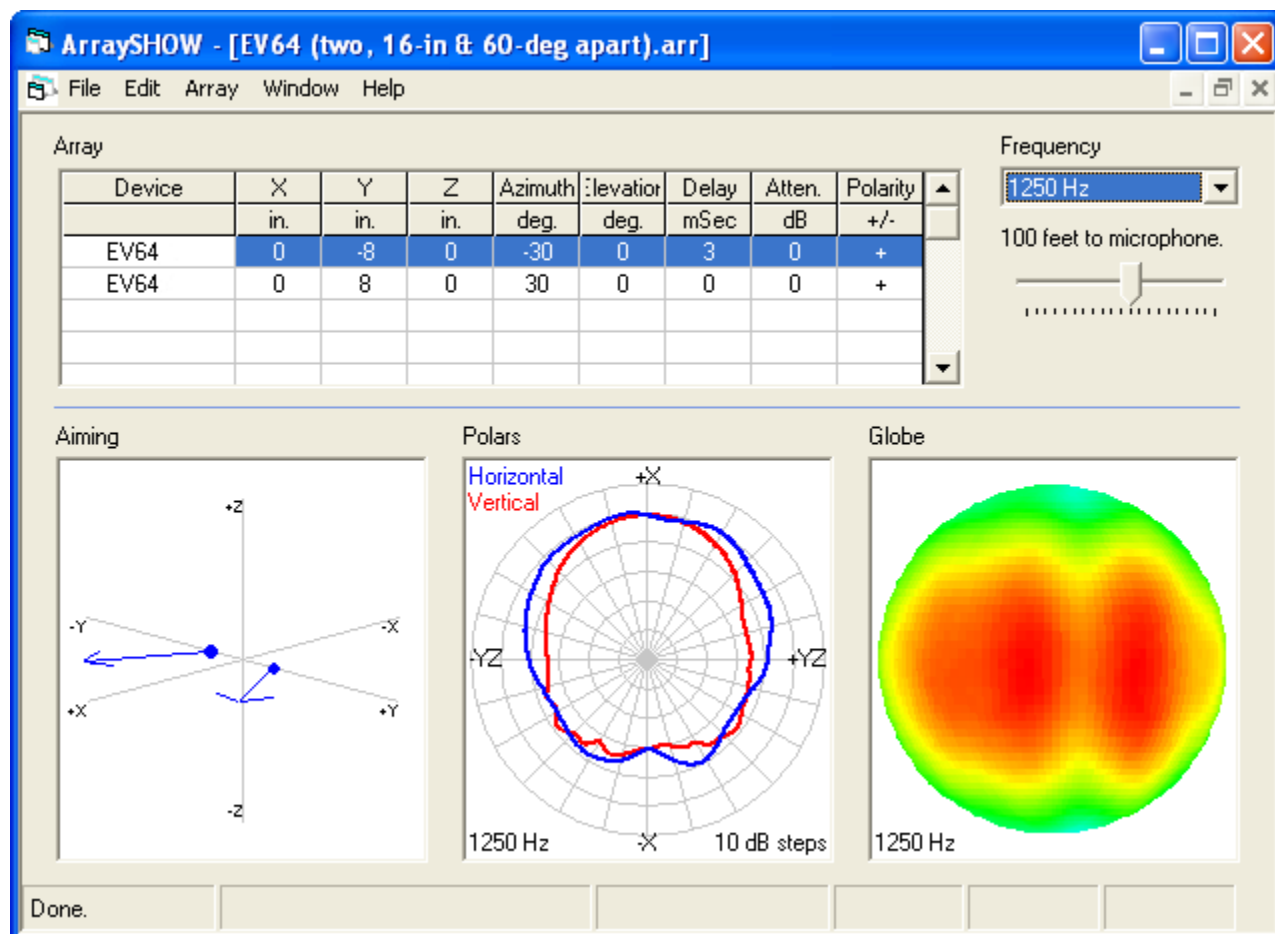 ArraySHOW - [EV64 (two, 16-in & 60-deg apart).arr]
File Edit Array Window Help
Array
Frequency
Device X Y Z Azimuth Elevation Delay Atten. Polarity
in. in. in. deg. deg. mSec dB +/-
EV64 0 -8 0 -30 0 3 0 +
EV64 0 8 0 30 0 0 0 +
1250 Hz
100 feet to microphone.
Aiming
Polars
Globe
+Z
-Y
-X
+X
+Y
-Z
Horizontal
Vertical
+X
-YZ
+YZ
1250 Hz
-X
10 dB steps
1250 Hz
Done.